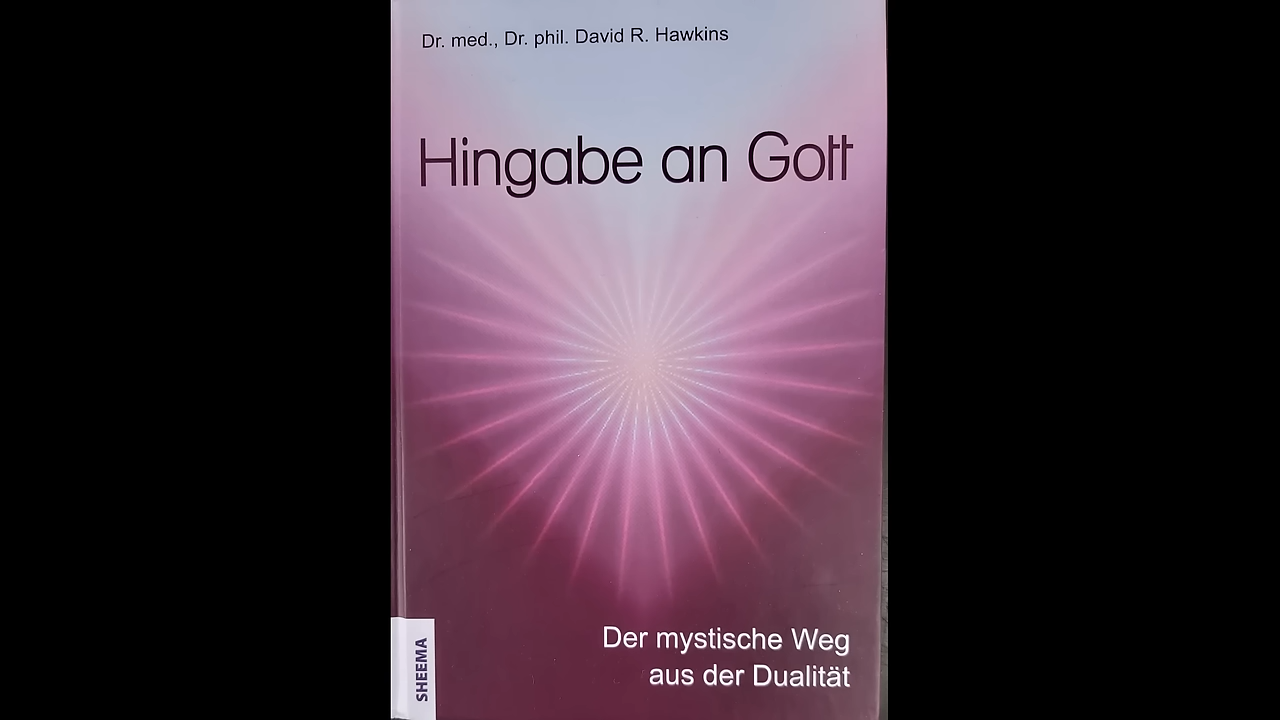 Dr. med., Dr. phil. David R. Hawkins
Hingabe an Gott
Der mystische Weg
aus der Dualität
SHEEMA